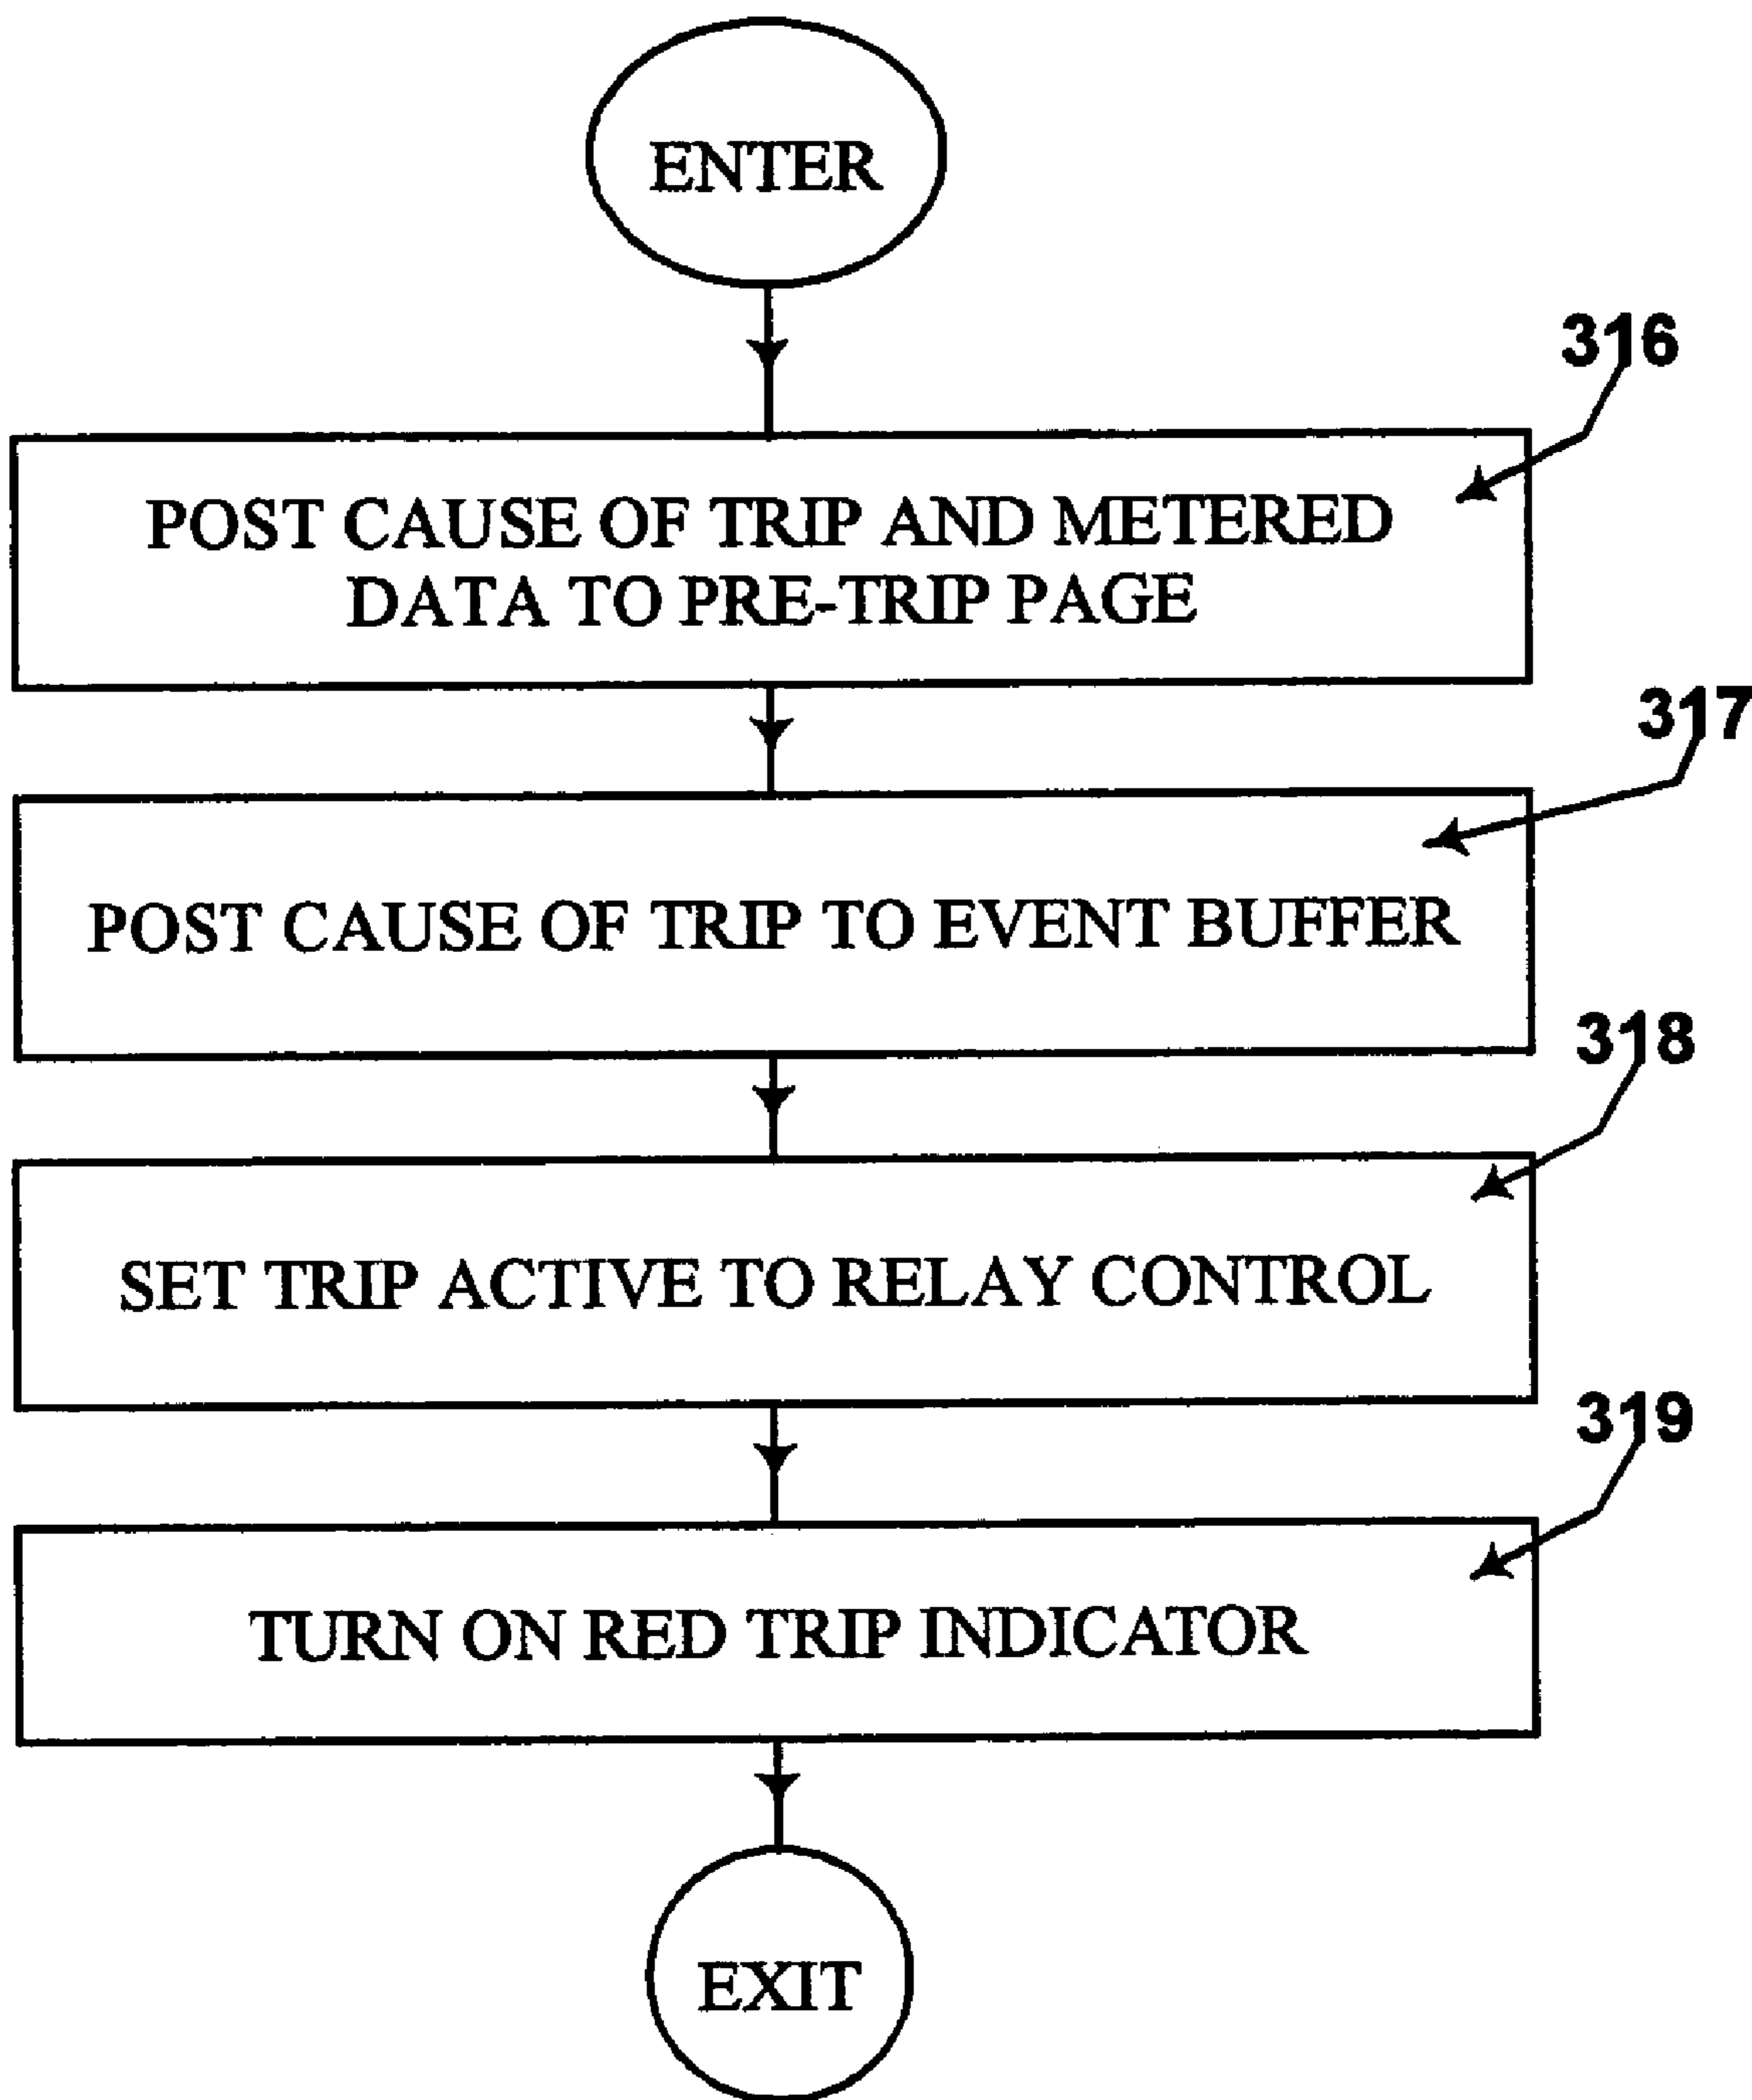 ENTER
316
POST CAUSE OF TRIP AND METERED
DATA TO PRE-TRIP PAGE
317
POST CAUSE OF TRIP TO EVENT BUFFER
318
SET TRIP ACTIVE TO RELAY CONTROL
319
TURN ON RED TRIP INDICATOR
EXIT